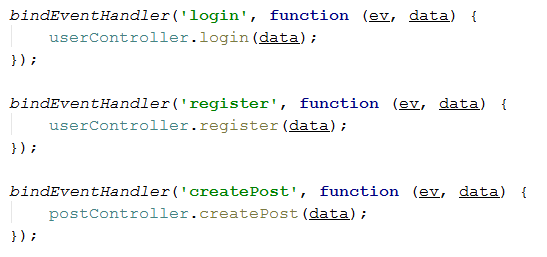 bindEventHandler('login', function (ev, data) {
    userController.login(data);
});

bindEventHandler('register', function (ev, data) {
    userController.register(data);
});

bindEventHandler('createPost', function (ev, data) {
    postController.createPost(data);
});